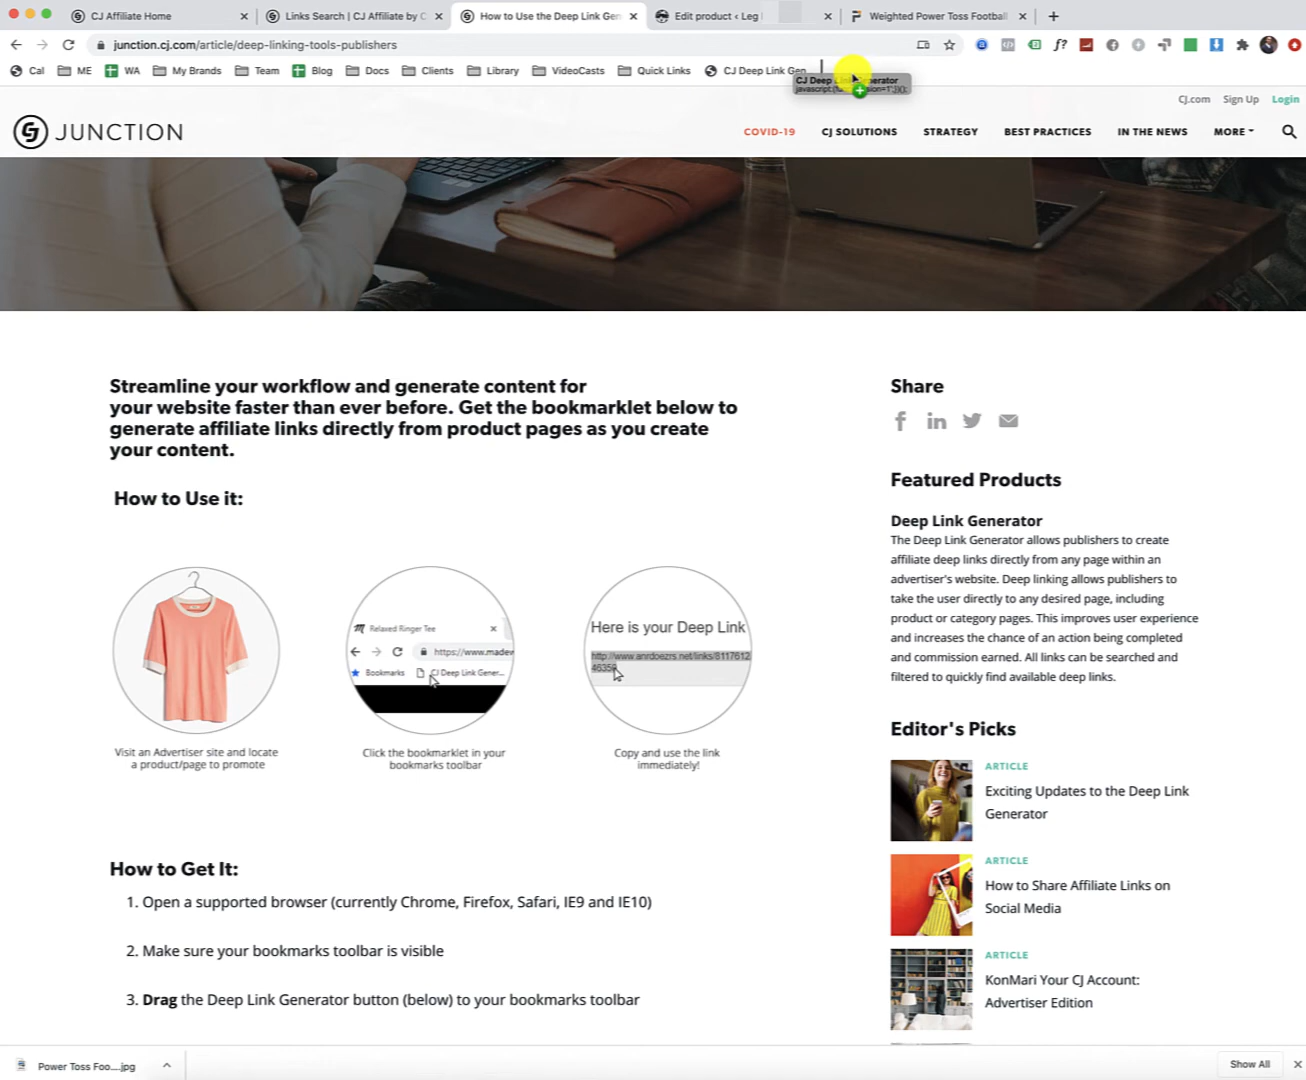 CJ Affiliate Home
Links Search | CJ Affiliate by C
How to Use the Deep Link Gen
Edit product ‹ Leg
Weighted Power Toss Football
junction.cj.com/article/deep-linking-tools-publishers
Cal
ME
WA
My Brands
Team
Blog
Docs
Clients
Library
VideoCasts
Quick Links
CJ Deep Link Gen
CJ.com Sign Up Login
JUNCTION
COVID-19 CJ SOLUTIONS STRATEGY BEST PRACTICES IN THE NEWS MORE
Streamline your workflow and generate content for
your website faster than ever before. Get the bookmarklet below to
generate affiliate links directly from product pages as you create
your content.
How to Use it:
Relaxed Ringer Tee
https://www.madev
Bookmarks CJ Deep Link Gener...
Here is your Deep Link
http://www.anrdoezrs.net/links/8117612
46359
Visit an Advertiser site and locate
a product/page to promote
Click the bookmarklet in your
bookmarks toolbar
Copy and use the link
immediately!
How to Get It:
1. Open a supported browser (currently Chrome, Firefox, Safari, IE9 and IE10)
2. Make sure your bookmarks toolbar is visible
3. Drag the Deep Link Generator button (below) to your bookmarks toolbar
Share
Featured Products
Deep Link Generator
The Deep Link Generator allows publishers to create
affiliate deep links directly from any page within an
advertiser's website. Deep linking allows publishers to
take the user directly to any desired page, including
product or category pages. This improves user experience
and increases the chance of an action being completed
and commission earned. All links can be searched and
filtered to quickly find available deep links.
Editor's Picks
ARTICLE
Exciting Updates to the Deep Link
Generator
ARTICLE
How to Share Affiliate Links on
Social Media
ARTICLE
KonMari Your CJ Account:
Advertiser Edition
Power Toss Foo....jpg
Show All